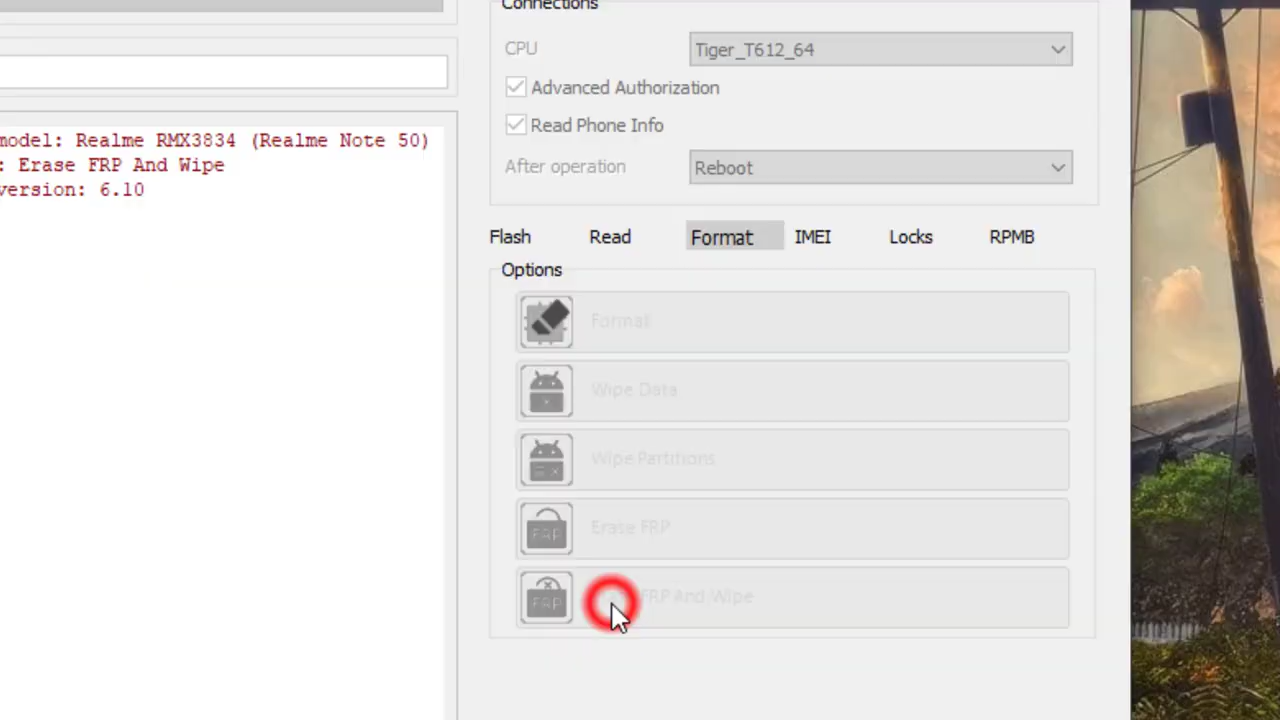 Connections
CPU
Tiger_T612_64
Advanced Authorization
Read Phone Info
After operation
Reboot
model: Realme RMX3834 (Realme Note 50)
: Erase FRP And Wipe
version: 6.10
Flash
Read
Format
IMEI
Locks
RPMB
Options
Format
Wipe Data
Wipe Partitions
FRP
Erase FRP
FRP
FRP And Wipe